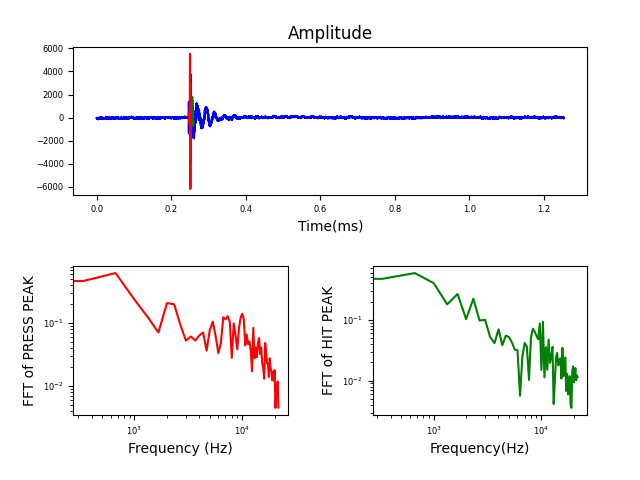 Amplitude
6000
4000
2000
0
−2000
−4000
−6000
0.0 0.2 0.4 0.6 0.8 1.0 1.2
Time(ms)
FFT of PRESS PEAK
10⁻¹
10⁻²
10³ 10⁴
Frequency (Hz)
FFT of HIT PEAK
10⁻¹
10⁻²
10³ 10⁴
Frequency(Hz)